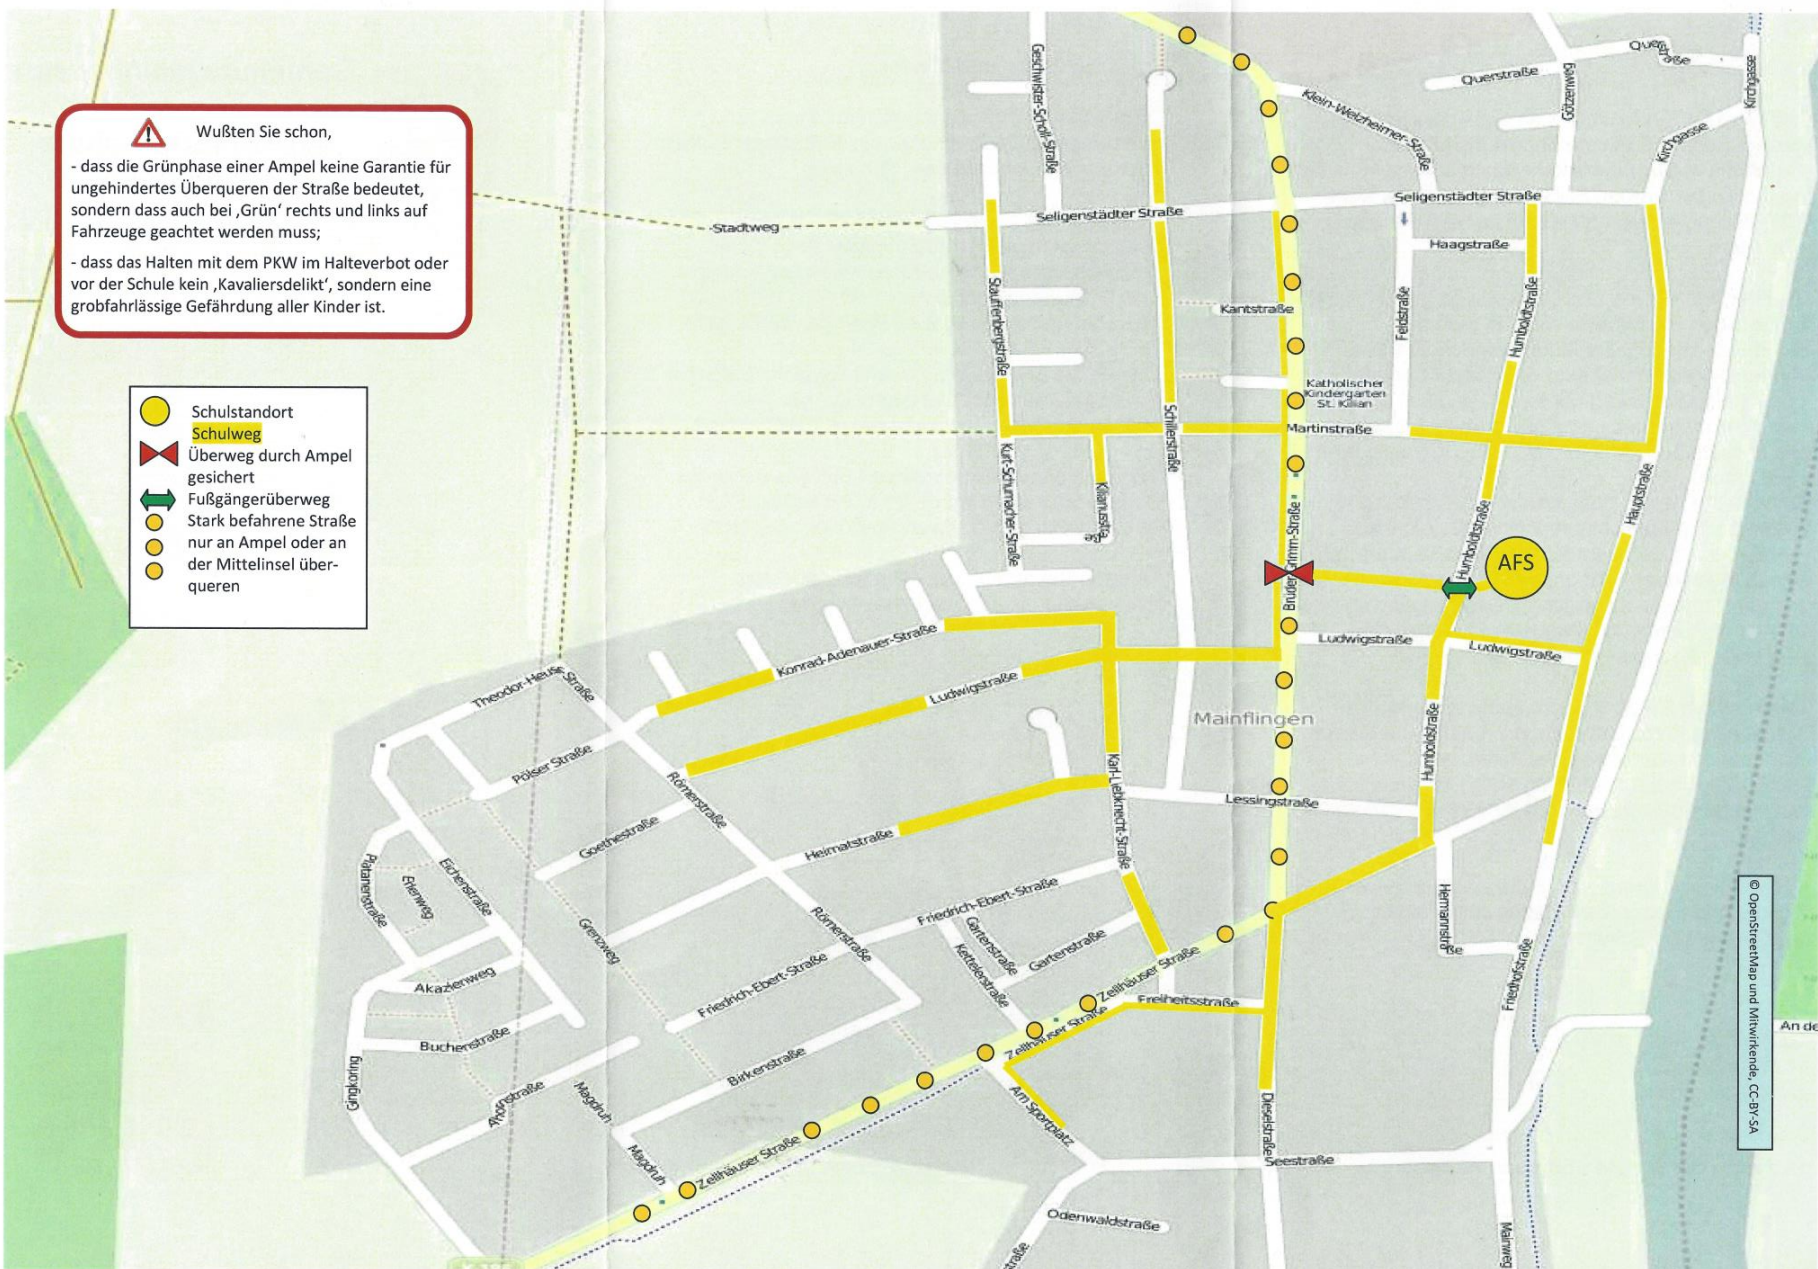 Wußten Sie schon,
- dass die Grünphase einer Ampel keine Garantie für
ungehindertes Überqueren der Straße bedeutet,
sondern dass auch bei ‚Grün‘ rechts und links auf
Fahrzeuge geachtet werden muss;
- dass das Halten mit dem PKW im Halteverbot oder
vor der Schule kein ‚Kavaliersdelikt‘, sondern eine
grobfahrlässige Gefährdung aller Kinder ist.
Schulstandort
Schulweg
Überweg durch Ampel
gesichert
Fußgängerüberweg
Stark befahrene Straße
nur an Ampel oder an
der Mittelinsel über-
queren
Geschwister-Scholl-Straße
Klein-Welzheimer-Straße
Querstraße
Querstraße
Götzenweg
Kirchgasse
Kirchgasse
Stadtweg
Seligenstädter Straße
Seligenstädter Straße
Haagstraße
Stauffenbergstraße
Kantstraße
Feldstraße
Humboldtstraße
Katholischer
Kindergarten
St. Kilian
Schillerstraße
Martinstraße
Kurt-Schumacher-Straße
Kilianusstraße
Hauptstraße
Brüder-Grimm-Straße
Humboldtstraße
AFS
Ludwigstraße
Ludwigstraße
Konrad-Adenauer-Straße
Ludwigstraße
Theodor-Heuss-Straße
Mainflingen
Pölser Straße
Römerstraße
Karl-Liebknecht-Straße
Humboldstraße
Lessingstraße
Goethestraße
Heimatstraße
Platanenstraße
Erlenweg
Eichenstraße
Friedrich-Ebert-Straße
Gartenstraße
Kettelerstraße
Gartenstraße
Hermannstraße
Grenzweg
Römerstraße
Friedrich-Ebert-Straße
Akazienweg
Zellhäuser Straße
Freiheitsstraße
Friedhofstraße
Zellhäuser Straße
Buchenstraße
Birkenstraße
Gingkoring
Ahornstraße
Magdruh
Magdruh
Am Sportplatz
Dieselstraße
Zellhäuser Straße
Seestraße
Odenwaldstraße
straße
Mainweg
An de
© OpenStreetMap und Mitwirkende, CC-BY-SA